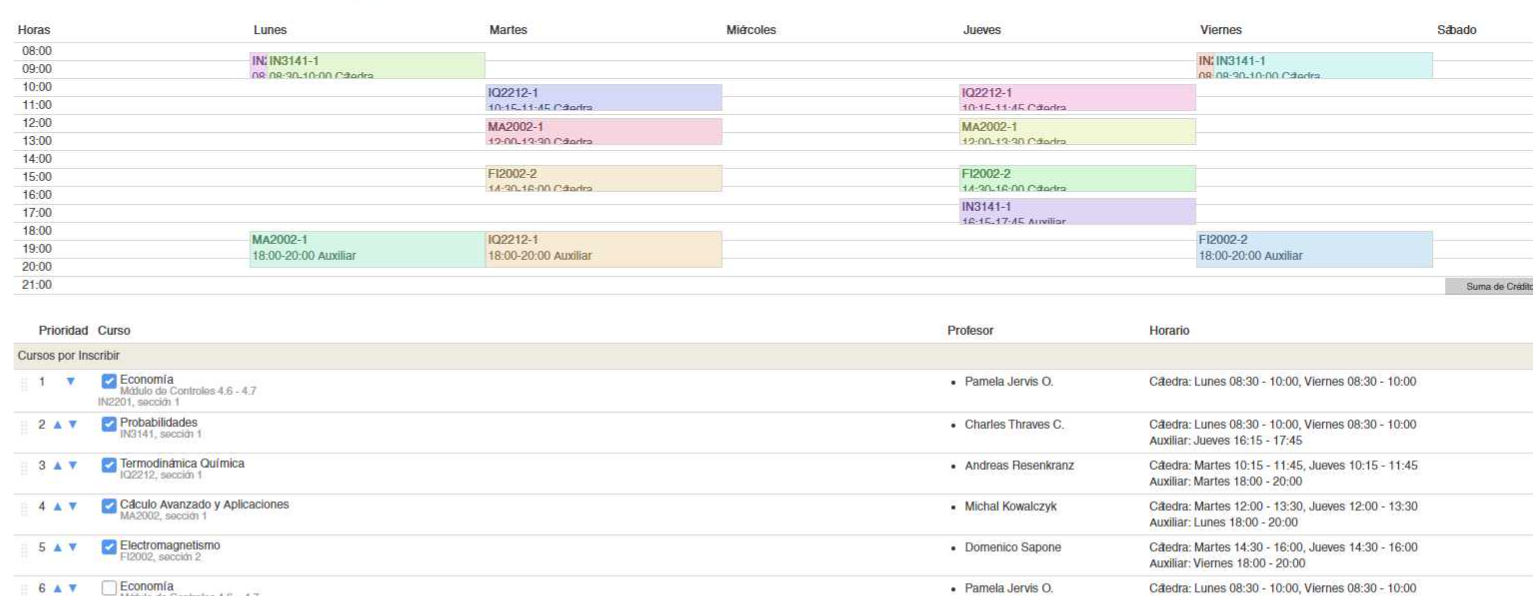 Horas Lunes Martes Miércoles Jueves Viernes Sábado
08:00
IN2 IN3141-1 IN2 IN3141-1
09:00
08 08:30-10:00 Cátedra 08 08:30-10:00 Cátedra
10:00
IQ2212-1 IQ2212-1
11:00
10:15-11:45 Cátedra 10:15-11:45 Cátedra
12:00
MA2002-1 MA2002-1
13:00
12:00-13:30 Cátedra 12:00-13:30 Cátedra
14:00
FI2002-2 FI2002-2
15:00
14:30-16:00 Cátedra 14:30-16:00 Cátedra
16:00
IN3141-1
17:00
16:15-17:45 Auxiliar
18:00
MA2002-1 IQ2212-1 FI2002-2
19:00
18:00-20:00 Auxiliar 18:00-20:00 Auxiliar 18:00-20:00 Auxiliar
20:00
21:00
Suma de Crédito
Prioridad Curso Profesor Horario
Cursos por Inscribir
1 Economía Pamela Jervis O. Cátedra: Lunes 08:30 - 10:00, Viernes 08:30 - 10:00
Módulo de Controles 4.6 - 4.7
IN2201, sección 1
2 Probabilidades Charles Thraves C. Cátedra: Lunes 08:30 - 10:00, Viernes 08:30 - 10:00
IN3141, sección 1 Auxiliar: Jueves 16:15 - 17:45
3 Termodinámica Química Andreas Resenkranz Cátedra: Martes 10:15 - 11:45, Jueves 10:15 - 11:45
IQ2212, sección 1 Auxiliar: Martes 18:00 - 20:00
4 Cálculo Avanzado y Aplicaciones Michal Kowalczyk Cátedra: Martes 12:00 - 13:30, Jueves 12:00 - 13:30
MA2002, sección 1 Auxiliar: Lunes 18:00 - 20:00
5 Electromagnetismo Domenico Sapone Cátedra: Martes 14:30 - 16:00, Jueves 14:30 - 16:00
FI2002, sección 2 Auxiliar: Viernes 18:00 - 20:00
6 Economía Pamela Jervis O. Cátedra: Lunes 08:30 - 10:00, Viernes 08:30 - 10:00
Módulo de Controles 4.6 - 4.7